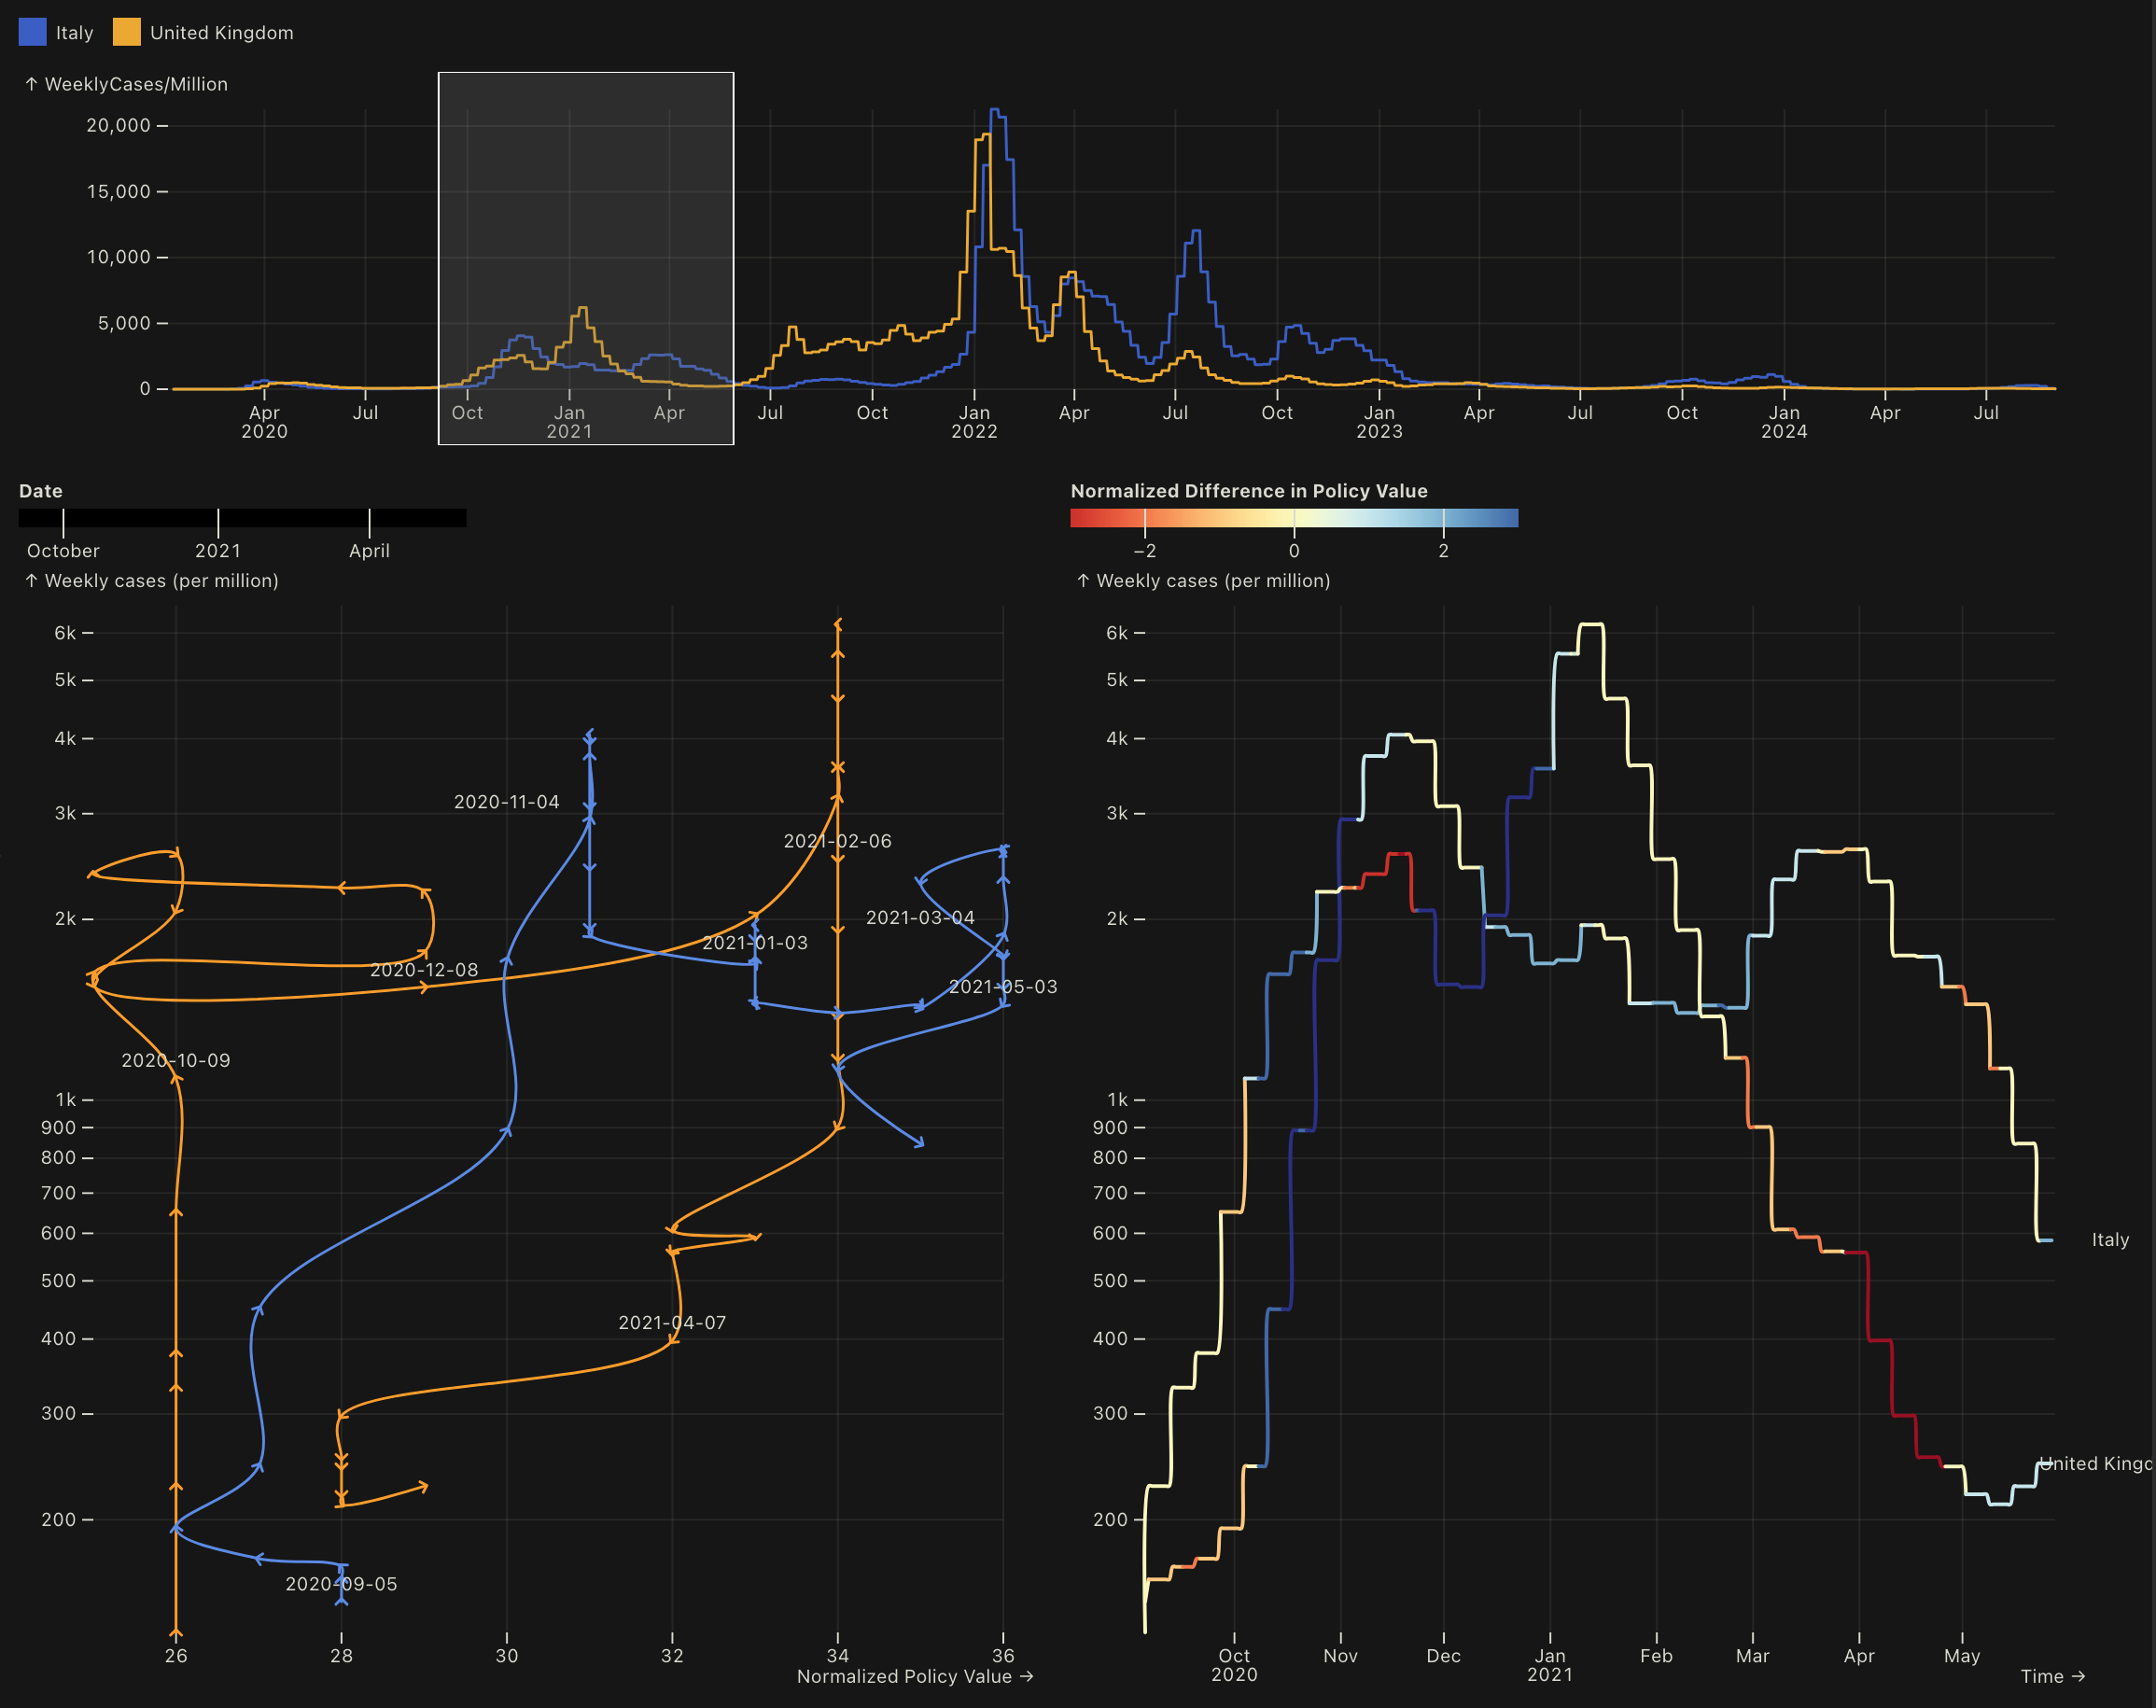 Italy United Kingdom
↑ WeeklyCases/Million
20,000
15,000
10,000
5,000
0
Apr Jul Oct Jan Apr Jul Oct Jan Apr Jul Oct Jan Apr Jul Oct Jan Apr Jul
2020 2021 2022 2023 2024
Date
October 2021 April
Normalized Difference in Policy Value
−2 0 2
↑ Weekly cases (per million)
6k
5k
4k
3k
2k
1k
900
800
700
600
500
400
300
200
2020-11-04
2021-02-06
2021-03-04
2021-01-03
2020-12-08
2021-05-03
2020-10-09
2021-04-07
2020-09-05
26 28 30 32 34 36
Normalized Policy Value →
↑ Weekly cases (per million)
6k
5k
4k
3k
2k
1k
900
800
700
600
500
400
300
200
Italy
United Kingd
Oct Nov Dec Jan Feb Mar Apr May
2020 2021
Time →